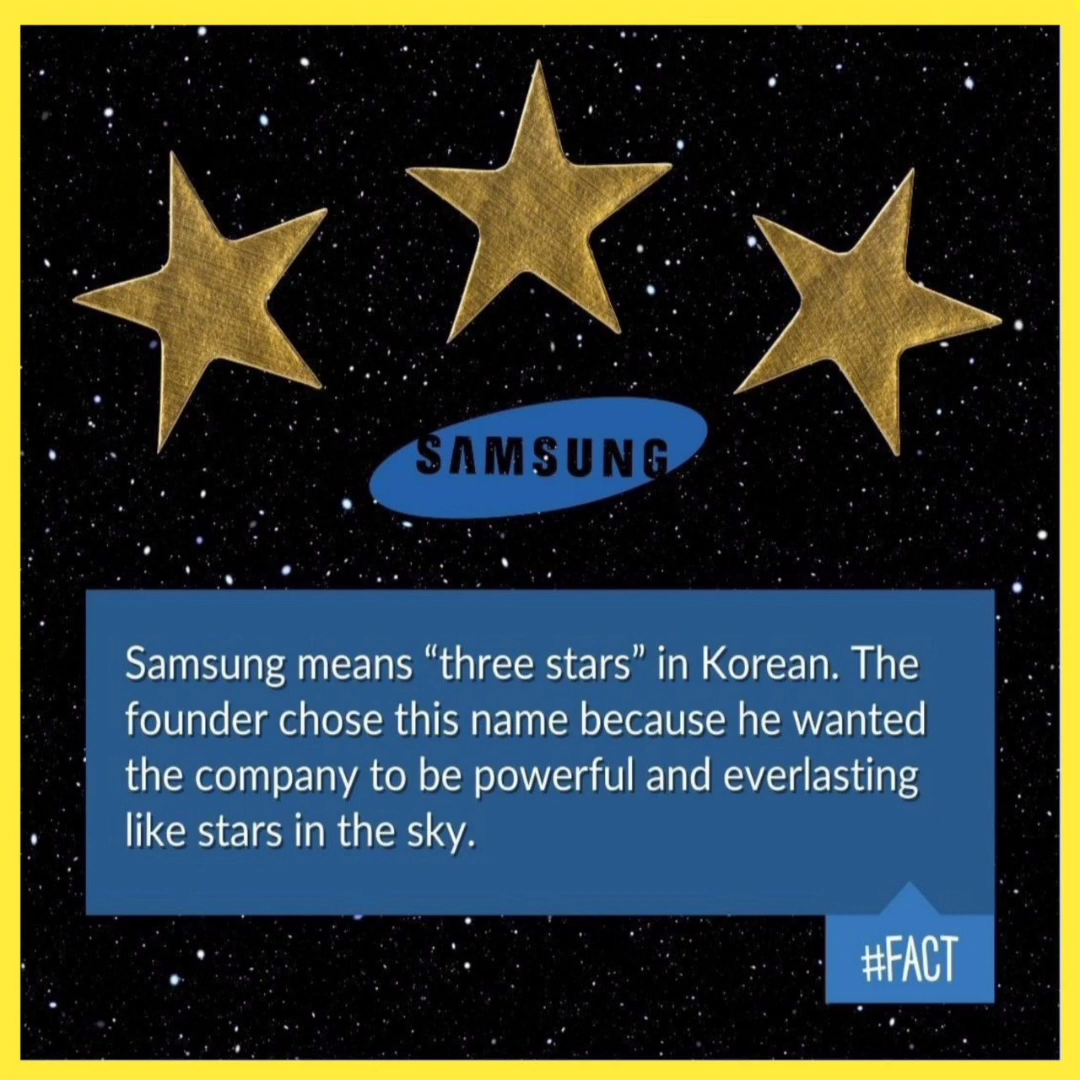 SAMSUNG
Samsung means “three stars” in Korean. The
founder chose this name because he wanted
the company to be powerful and everlasting
like stars in the sky.
#FACT